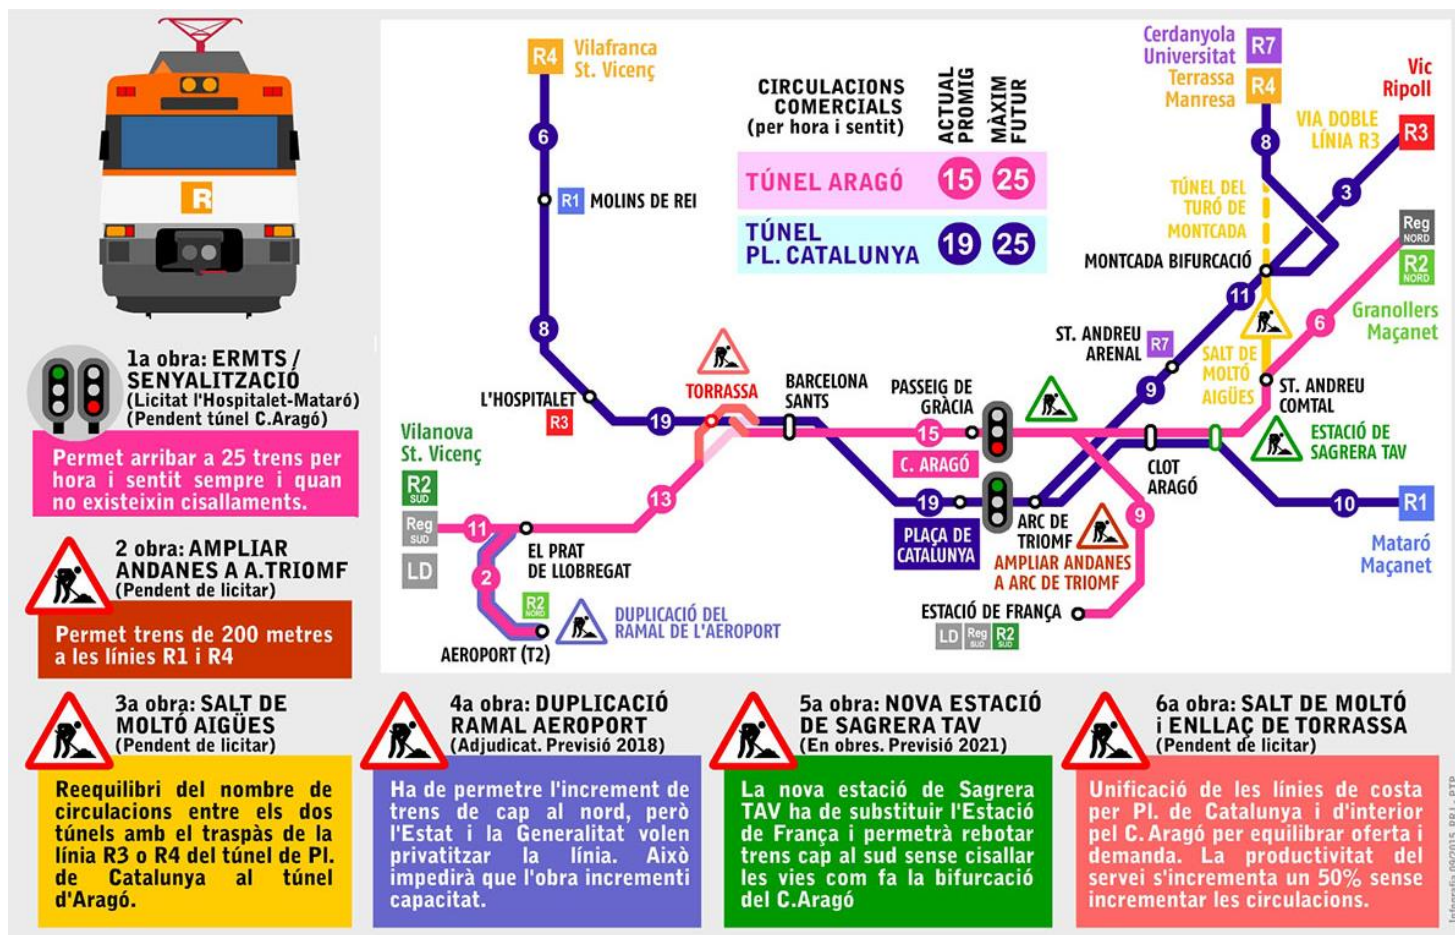 R4
Vilafranca
St. Vicenç
6
R1 MOLINS DE REI
8
L'HOSPITALET
R3
19
TORRASSA
BARCELONA
SANTS
CIRCULACIONS
COMERCIALS
(per hora i sentit)
ACTUAL
PROMIG
MÀXIM
FUTUR
TÚNEL ARAGÓ 15 25
TÚNEL
PL. CATALUNYA 19 25
Cerdanyola
Universitat
R7
Terrassa
Manresa
R4
Vic
Ripoll
R3
VIA DOBLE
LÍNIA R3
8
3
TÚNEL DEL
TURÓ DE
MONTCADA
Reg
NORD
R2
NORD
Granollers
Maçanet
MONTCADA BIFURCACIÓ
11
6
ST. ANDREU
ARENAL
R7
9
SALT DE
MOLTÓ
AIGÜES
ST. ANDREU
COMTAL
PASSEIG DE
GRÀCIA
15
C. ARAGÓ
ESTACIÓ DE
SAGRERA TAV
CLOT
ARAGÓ
19
PLAÇA DE
CATALUNYA
ARC DE
TRIOMF
AMPLIAR ANDANES
A ARC DE TRIOMF
9
10
R1
Mataró
Maçanet
ESTACIÓ DE FRANÇA
LD
Reg
SUD
R2
SUD
Vilanova
St. Vicenç
R2
SUD
Reg
SUD
LD
11
13
EL PRAT
DE LLOBREGAT
2
R2
NORD
DUPLICACIÓ DEL
RAMAL DE L'AEROPORT
AEROPORT (T2)
R
1a obra: ERMTS /
SENYALITZACIÓ
(Licitat l'Hospitalet-Mataró)
(Pendent túnel C.Aragó)
Permet arribar a 25 trens per
hora i sentit sempre i quan
no existeixin cisallaments.
2 obra: AMPLIAR
ANDANES A A.TRIOMF
(Pendent de licitar)
Permet trens de 200 metres
a les línies R1 i R4
3a obra: SALT DE
MOLTÓ AIGÜES
(Pendent de licitar)
Reequilibri del nombre de
circulacions entre els dos
túnels amb el traspàs de la
línia R3 o R4 del túnel de Pl.
de Catalunya al túnel
d'Aragó.
4a obra: DUPLICACIÓ
RAMAL AEROPORT
(Adjudicat. Previsió 2018)
Ha de permetre l'increment de
trens de cap al nord, però
l'Estat i la Generalitat volen
privatitzar la línia. Això
impedirà que l'obra incrementi
capacitat.
5a obra: NOVA ESTACIÓ
DE SAGRERA TAV
(En obres. Previsió 2021)
La nova estació de Sagrera
TAV ha de substituir l'Estació
de França i permetrà rebotar
trens cap al sud sense cisallar
les vies com fa la bifurcació
del C.Aragó
6a obra: SALT DE MOLTÓ
i ENLLAÇ DE TORRASSA
(Pendent de licitar)
Unificació de les línies de costa
per Pl. de Catalunya i d'interior
pel C. Aragó per equilibrar oferta i
demanda. La productivitat del
servei s'incrementa un 50% sense
incrementar les circulacions.
Infografia 09/2015